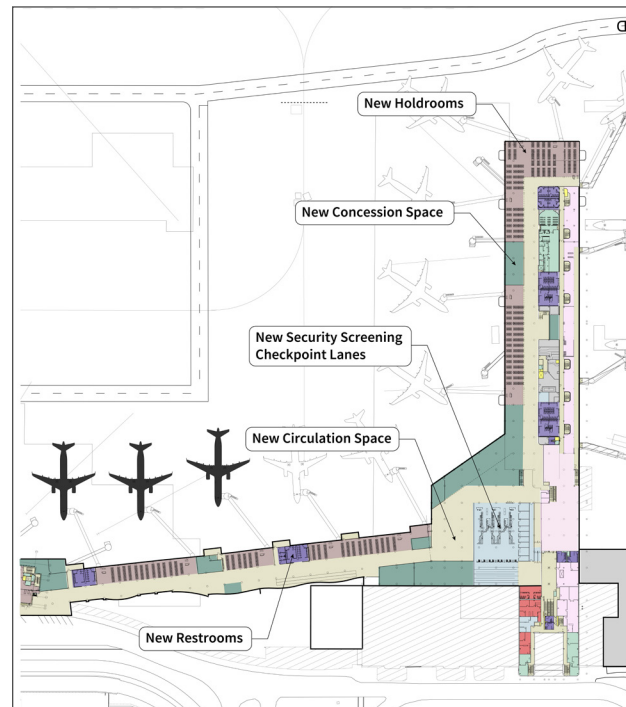 New Holdrooms
New Concession Space
New Security Screening
Checkpoint Lanes
New Circulation Space
New Restrooms